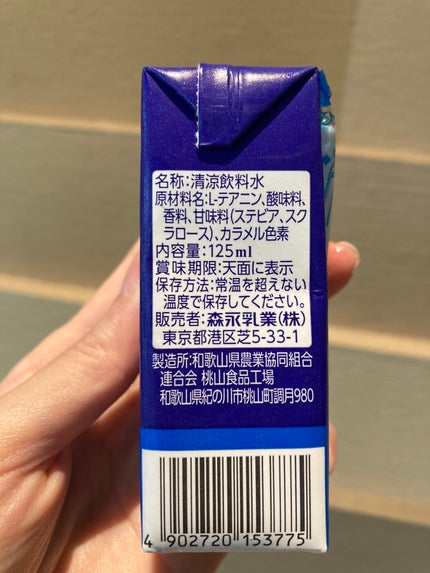 名称:清涼飲料水
原材料名:L-テアニン、酸味料、
香料、甘味料(ステビア、スク
ラロース)、カラメル色素
内容量:125ml
賞味期限:天面に表示
保存方法:常温を超えない
温度で保存してください。
販売者:森永乳業(株)
東京都港区芝5-33-1
製造所:和歌山県農業協同組合
連合会 桃山食品工場
和歌山県紀の川市桃山町調月980
4 902720 153775